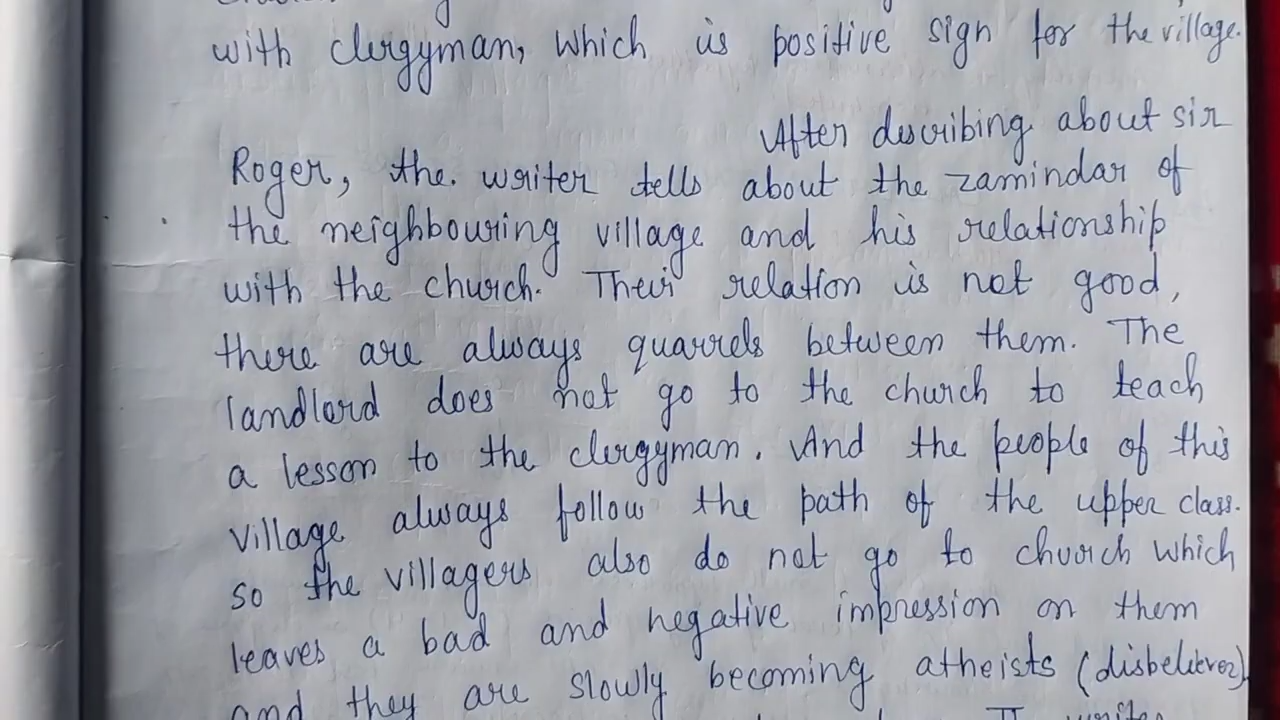 with clergyman, which is positive sign for the village.
After describing about sir
Roger, the. writer tells about the zamindar of
the neighbouring village and his relationship
with the church. Their relation is not good,
there are always quarrels between them. The
landlord does not go to the church to teach
a lesson to the clergyman. And the people of this
village always follow the path of the upper class.
so the villagers also do not go to church which
leaves a bad and negative impression on them
and they are slowly becoming atheists (disbeliever)
writer